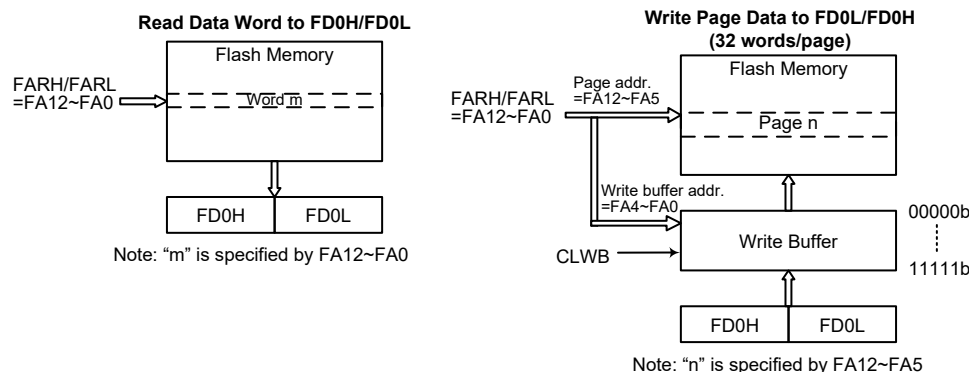 Read Data Word to FD0H/FD0L
Flash Memory
FARH/FARL
=FA12~FA0
Word m
FD0H
FD0L
Note: “m” is specified by FA12~FA0
Write Page Data to FD0L/FD0H
(32 words/page)
Flash Memory
FARH/FARL
=FA12~FA0
Page addr.
=FA12~FA5
Page n
Write buffer addr.
=FA4~FA0
Write Buffer
00000b
11111b
CLWB
FD0H
FD0L
Note: “n” is specified by FA12~FA5